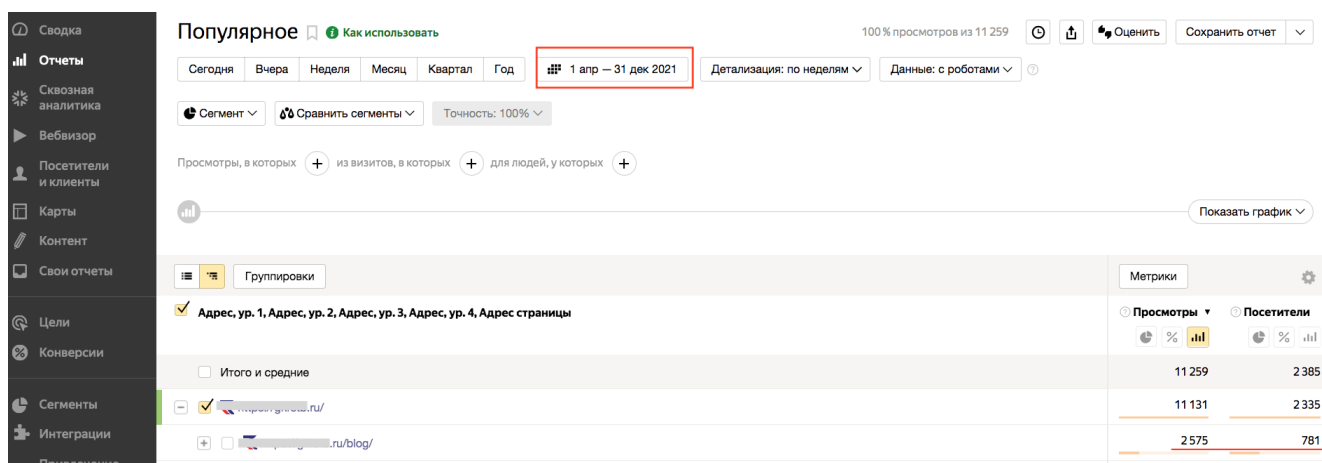 Сводка
Отчеты
Сквозная
аналитика
Вебвизор
Посетители
и клиенты
Карты
Контент
Свои отчеты
Цели
Конверсии
Сегменты
Интеграции
Популярное
Как использовать
100 % просмотров из 11 259
Оценить
Сохранить отчет
Сегодня Вчера Неделя Месяц Квартал Год 1 апр — 31 дек 2021 Детализация: по неделям Данные: с роботами
Сегмент Сравнить сегменты Точность: 100%
Просмотры, в которых + из визитов, в которых + для людей, у которых +
Показать график
Группировки Метрики
Адрес, ур. 1, Адрес, ур. 2, Адрес, ур. 3, Адрес, ур. 4, Адрес страницы Просмотры ▼ Посетители
%  %
Итого и средние 11 259 2 385
.ru/ 11 131 2 335
.ru/blog/ 2 575 781